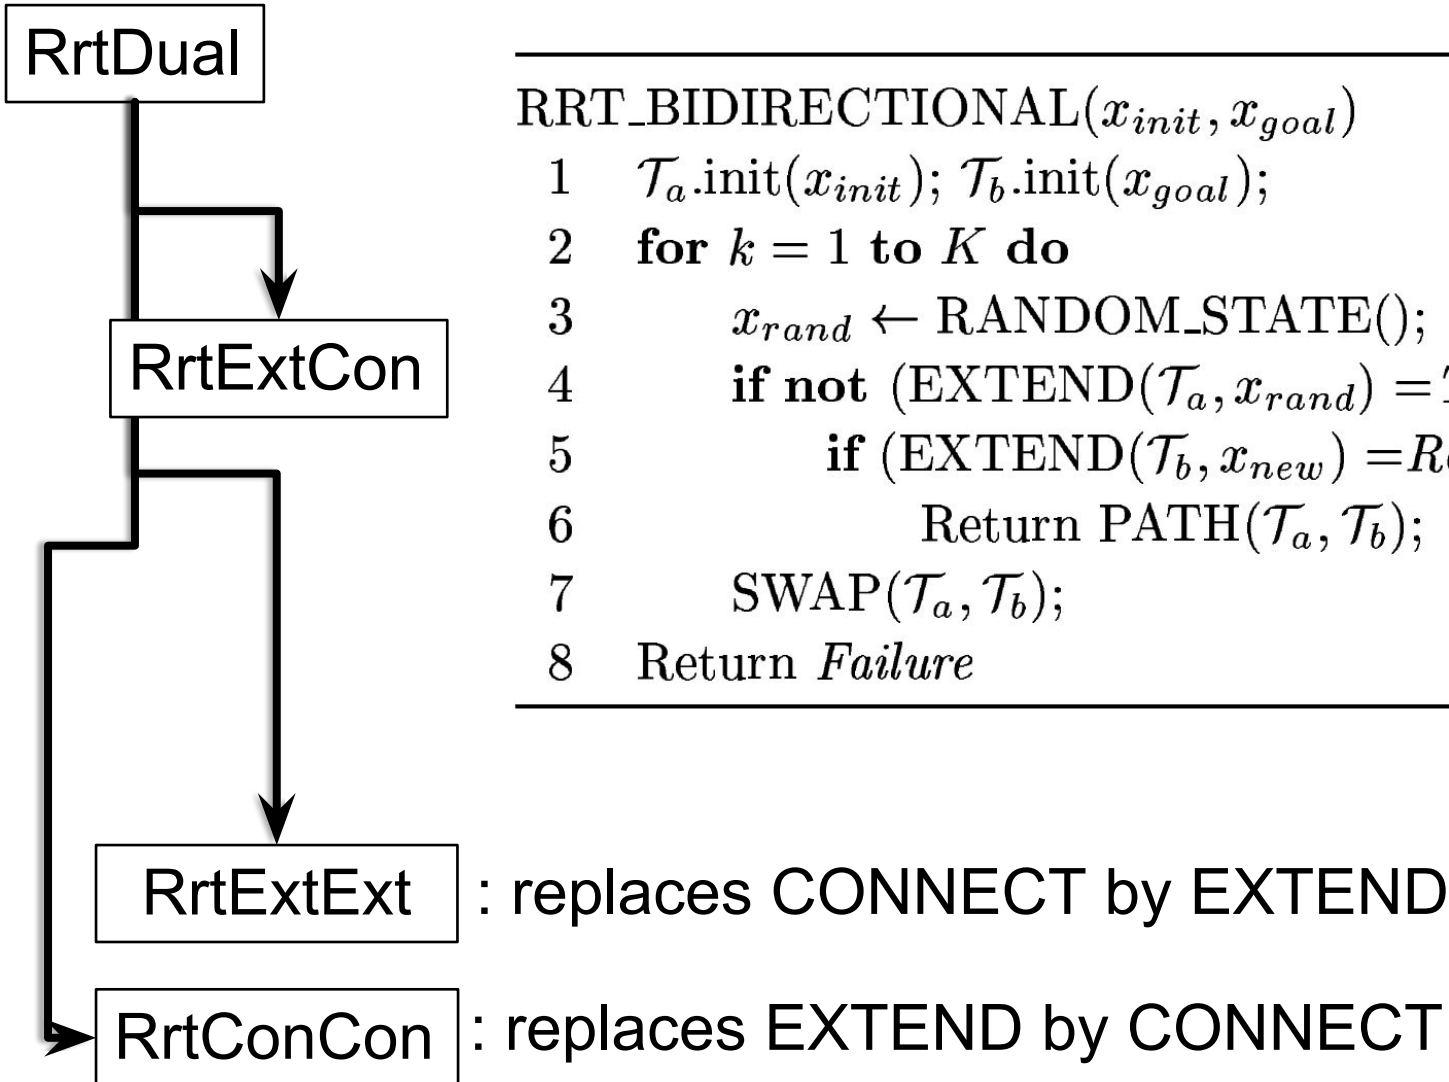 RrtDual
RRT_BIDIRECTIONAL(x_init, x_goal)
1 𝒯_a.init(x_init); 𝒯_b.init(x_goal);
2 for k = 1 to K do
3 x_rand ← RANDOM_STATE();
4 if not (EXTEND(𝒯_a, x_rand) =
5 if (EXTEND(𝒯_b, x_new) =
6 Return PATH(𝒯_a, 𝒯_b);
7 SWAP(𝒯_a, 𝒯_b);
8 Return Failure
RrtExtCon
RrtExtExt : replaces CONNECT by EXTEND
RrtConCon : replaces EXTEND by CONNECT